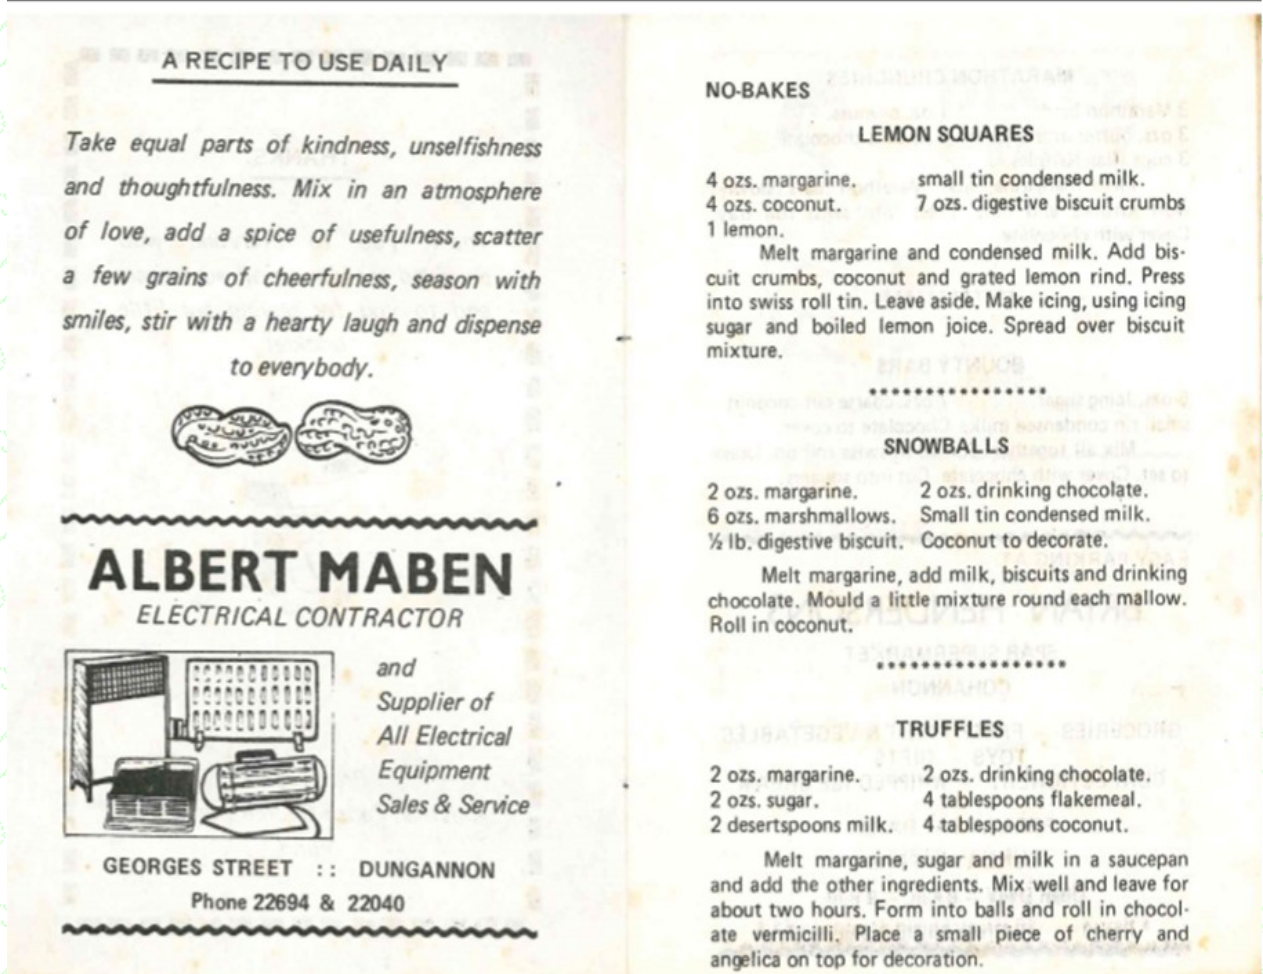 A RECIPE TO USE DAILY
Take equal parts of kindness, unselfishness
and thoughtfulness. Mix in an atmosphere
of love, add a spice of usefulness, scatter
a few grains of cheerfulness, season with
smiles, stir with a hearty laugh and dispense
to everybody.
ALBERT MABEN
ELECTRICAL CONTRACTOR
and
Supplier of
All Electrical
Equipment
Sales & Service
GEORGES STREET :: DUNGANNON
Phone 22694 & 22040
NO-BAKES
LEMON SQUARES
4 ozs. margarine. small tin condensed milk.
4 ozs. coconut. 7 ozs. digestive biscuit crumbs
1 lemon.
Melt margarine and condensed milk. Add bis-
cuit crumbs, coconut and grated lemon rind. Press
into swiss roll tin. Leave aside. Make icing, using icing
sugar and boiled lemon joice. Spread over biscuit
mixture.
****************
SNOWBALLS
2 ozs. margarine. 2 ozs. drinking chocolate.
6 ozs. marshmallows. Small tin condensed milk.
½ lb. digestive biscuit. Coconut to decorate.
Melt margarine, add milk, biscuits and drinking
chocolate. Mould a little mixture round each mallow.
Roll in coconut.
*****************
TRUFFLES
2 ozs. margarine. 2 ozs. drinking chocolate.
2 ozs. sugar. 4 tablespoons flakemeal.
2 desertspoons milk. 4 tablespoons coconut.
Melt margarine, sugar and milk in a saucepan
and add the other ingredients. Mix well and leave for
about two hours. Form into balls and roll in chocol-
ate vermicilli. Place a small piece of cherry and
angelica on top for decoration.